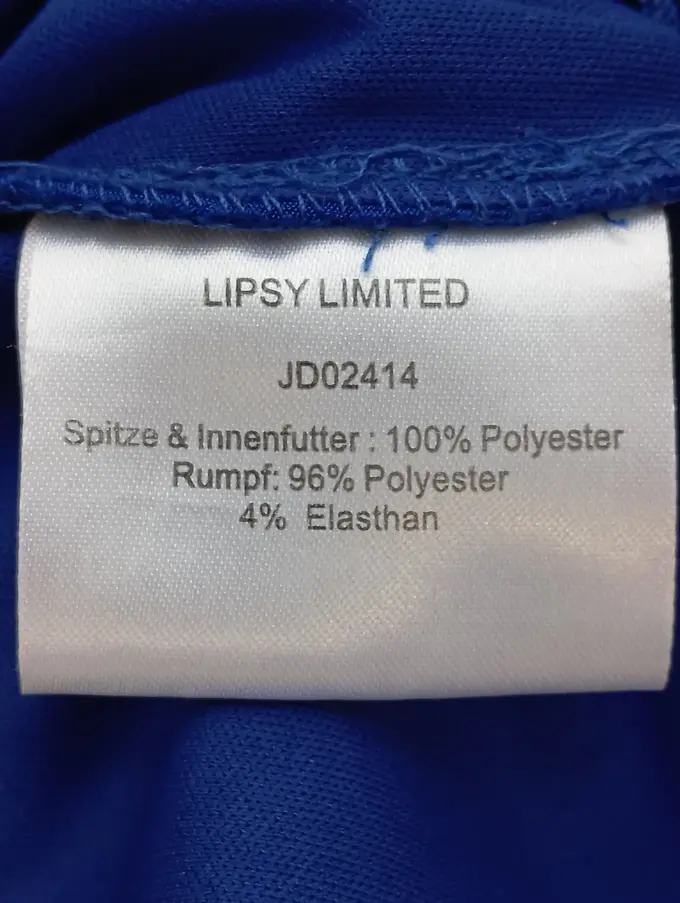 LIPSY LIMITED
JD02414
Spitze & Innenfutter : 100% Polyester
Rumpf: 96% Polyester
4% Elasthan